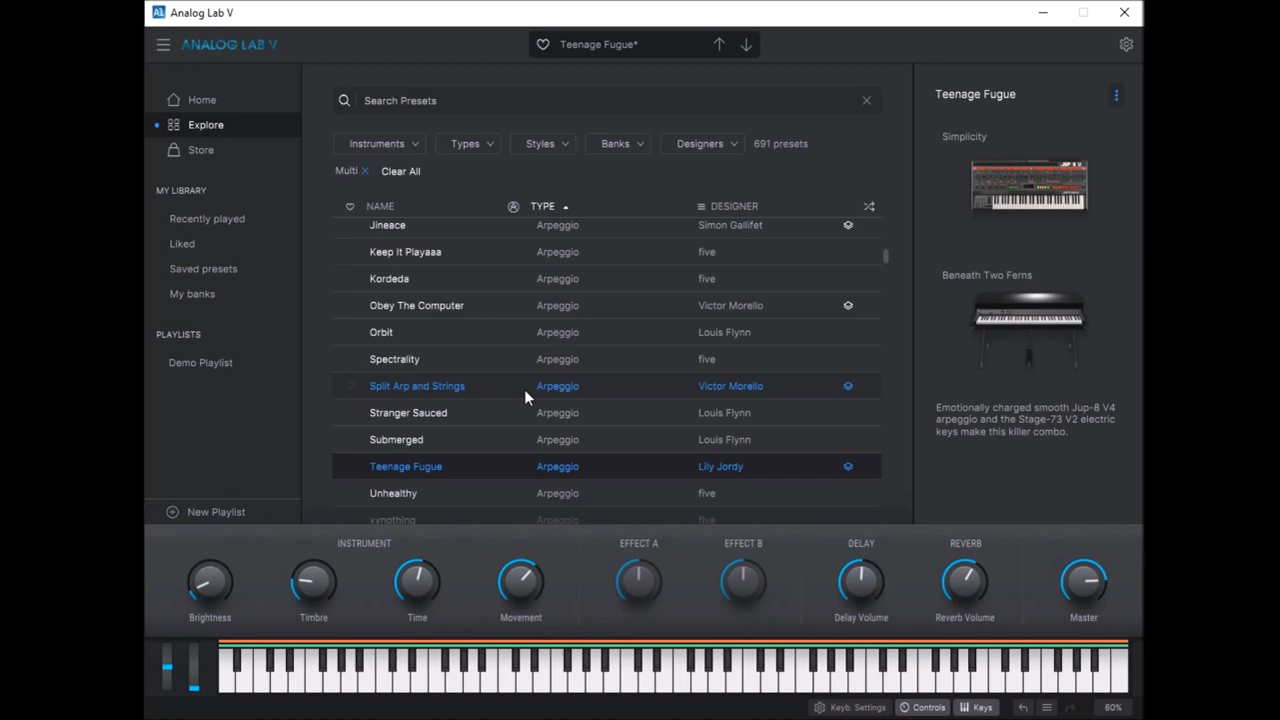 Analog Lab V
ANALOG LAB V
Teenage Fugue*
Home
Explore
Store
MY LIBRARY
Recently played
Liked
Saved presets
My banks
PLAYLISTS
Demo Playlist
New Playlist
Search Presets
Instruments Types Styles Banks Designers 691 presets
Multi X Clear All
NAME TYPE DESIGNER
Jineace Arpeggio Simon Gallifet
Keep It Playaaa Arpeggio five
Kordeda Arpeggio five
Obey The Computer Arpeggio Victor Morello
Orbit Arpeggio Louis Flynn
Spectrality Arpeggio five
Split Arp and Strings Arpeggio Victor Morello
Stranger Sauced Arpeggio Louis Flynn
Submerged Arpeggio Louis Flynn
Teenage Fugue Arpeggio Lily Jordy
Unhealthy Arpeggio five
xynothing Arpeggio five
Teenage Fugue
Simplicity
JUP-8 V
Beneath Two Ferns
Emotionally charged smooth Jup-8 V4
arpeggio and the Stage-73 V2 electric
keys make this killer combo.
INSTRUMENT EFFECT A EFFECT B DELAY REVERB
Brightness Timbre Time Movement Delay Volume Reverb Volume Master
Keyb. Settings Controls Keys 60%